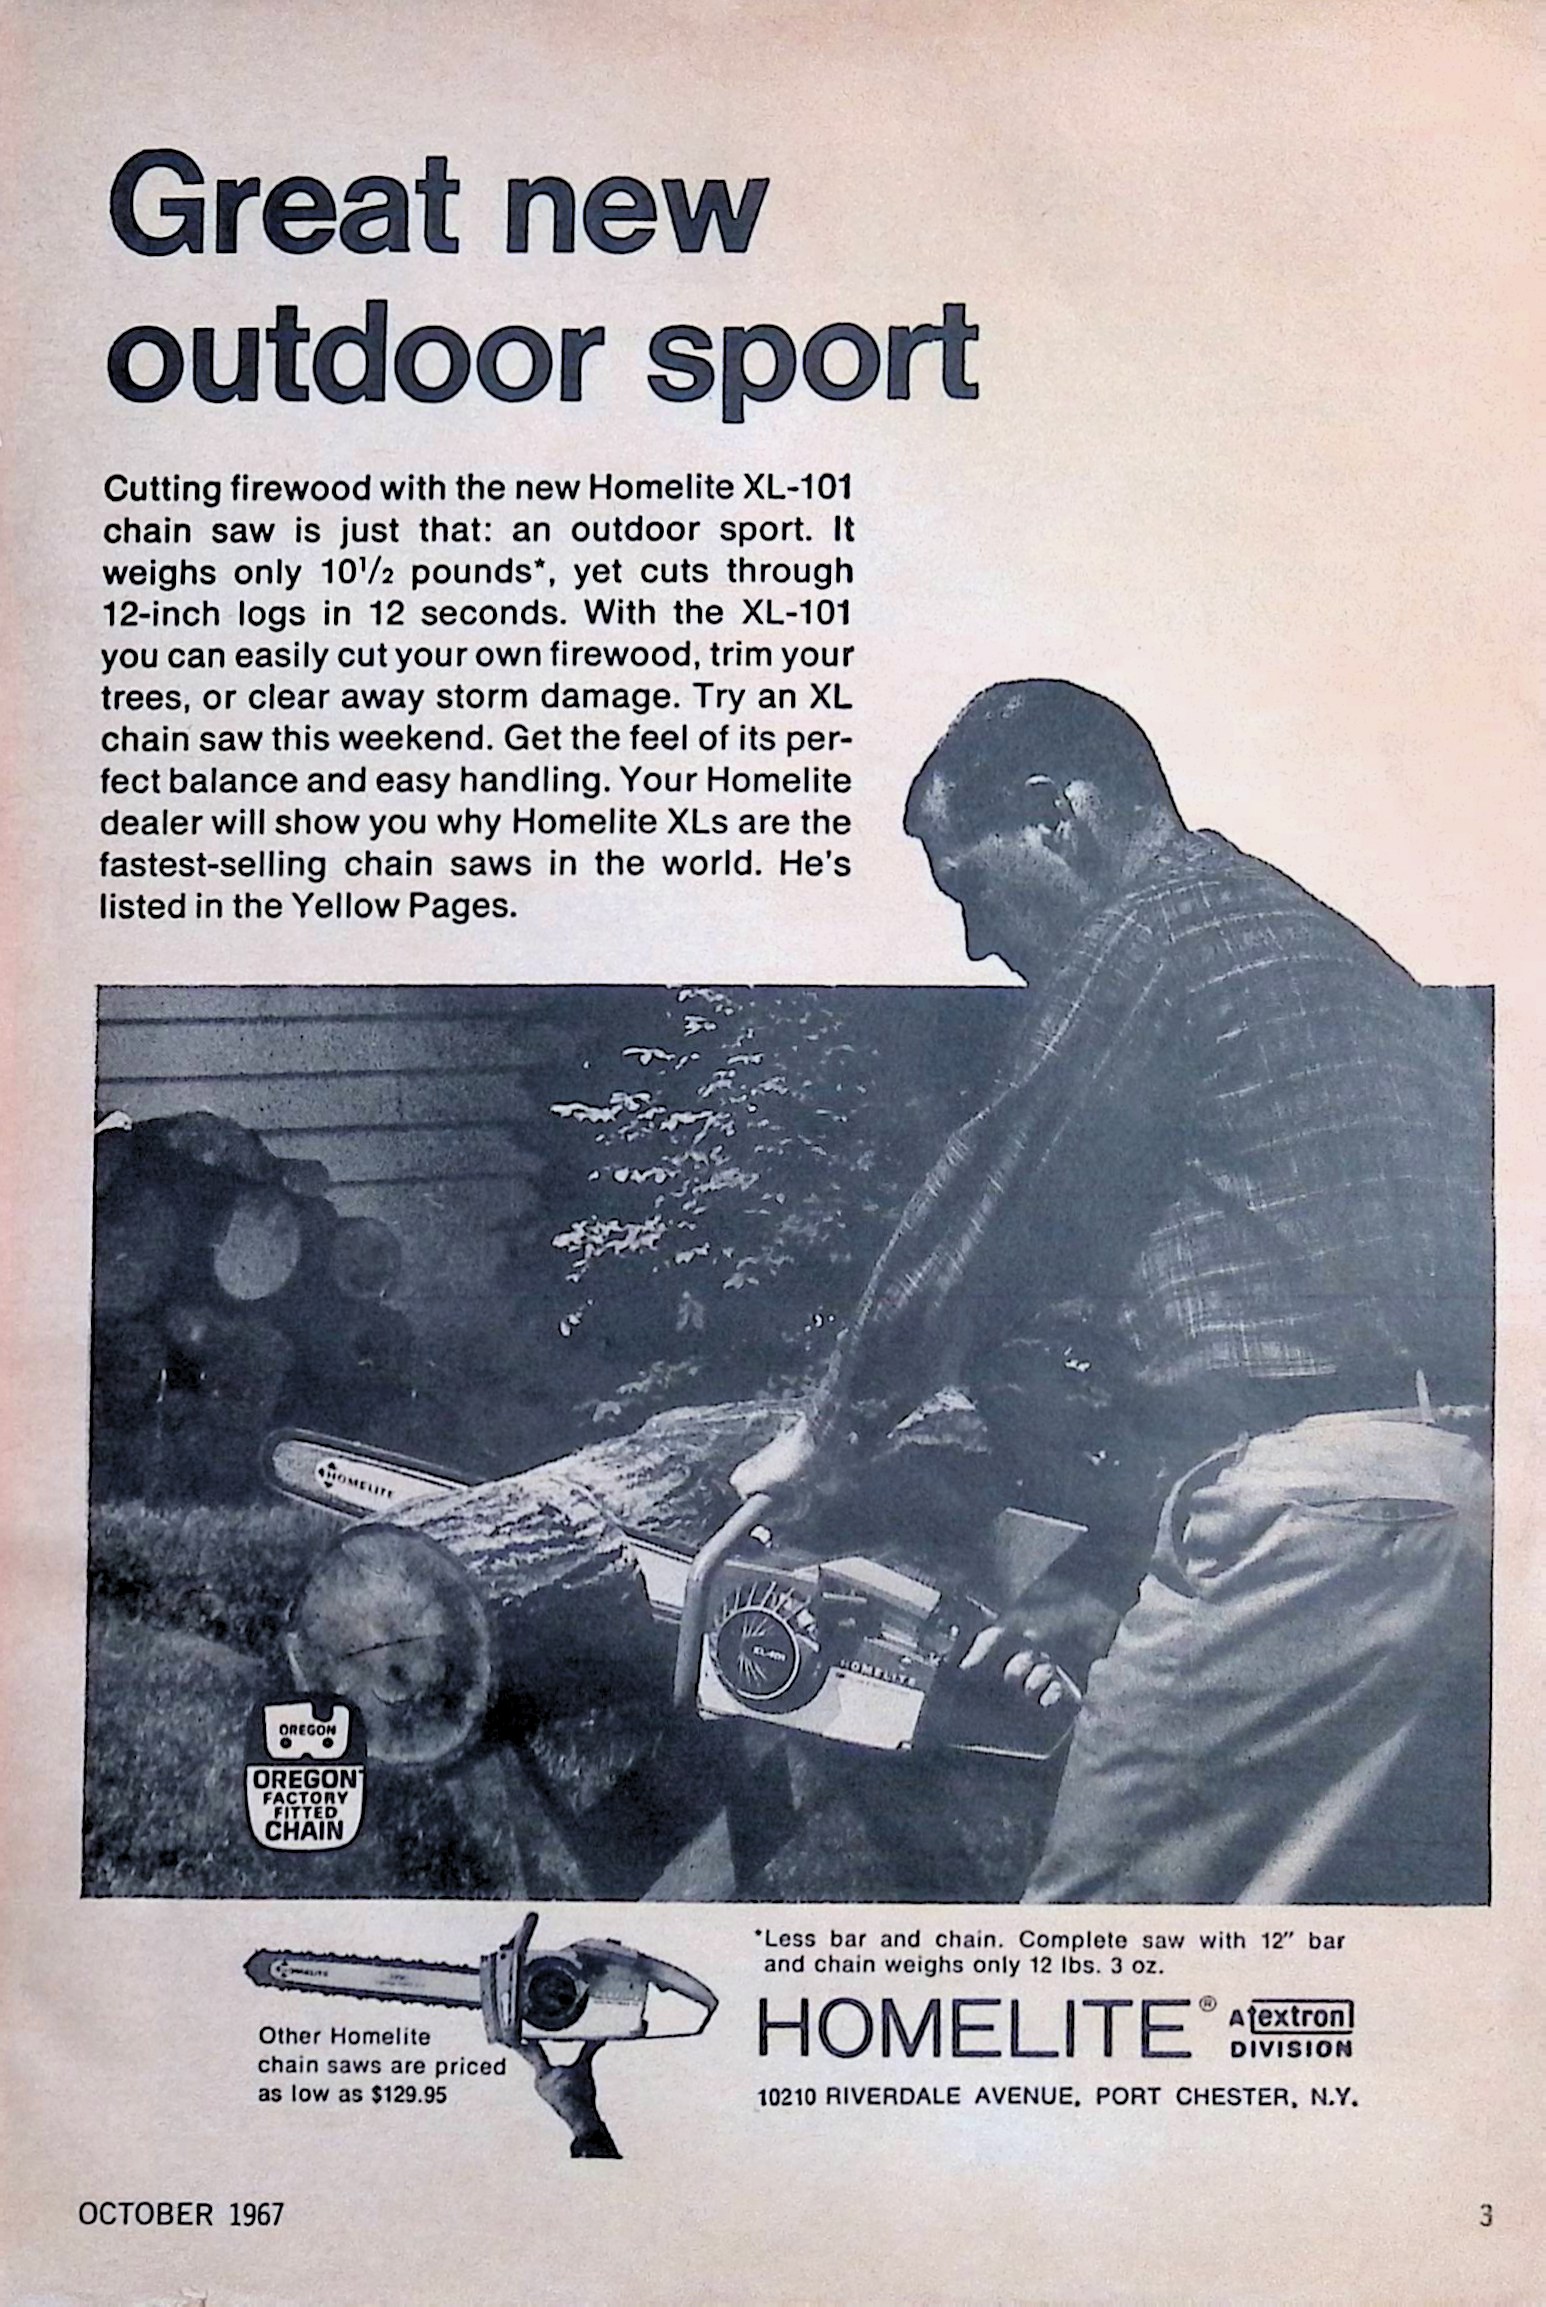 Great new
outdoor sport
Cutting firewood with the new Homelite XL-101
chain saw is just that: an outdoor sport. It
weighs only 10½ pounds*, yet cuts through
12-inch logs in 12 seconds. With the XL-101
you can easily cut your own firewood, trim your
trees, or clear away storm damage. Try an XL
chain saw this weekend. Get the feel of its per-
fect balance and easy handling. Your Homelite
dealer will show you why Homelite XLs are the
fastest-selling chain saws in the world. He's
listed in the Yellow Pages.
HOMELITE
XL-101
HOMELITE
OREGON
OREGON
FACTORY
FITTED
CHAIN
HOMELITE
Other Homelite
chain saws are priced
as low as $129.95
*Less bar and chain. Complete saw with 12" bar
and chain weighs only 12 lbs. 3 oz.
HOMELITE® A textron
DIVISION
10210 RIVERDALE AVENUE, PORT CHESTER, N.Y.
OCTOBER 1967 3